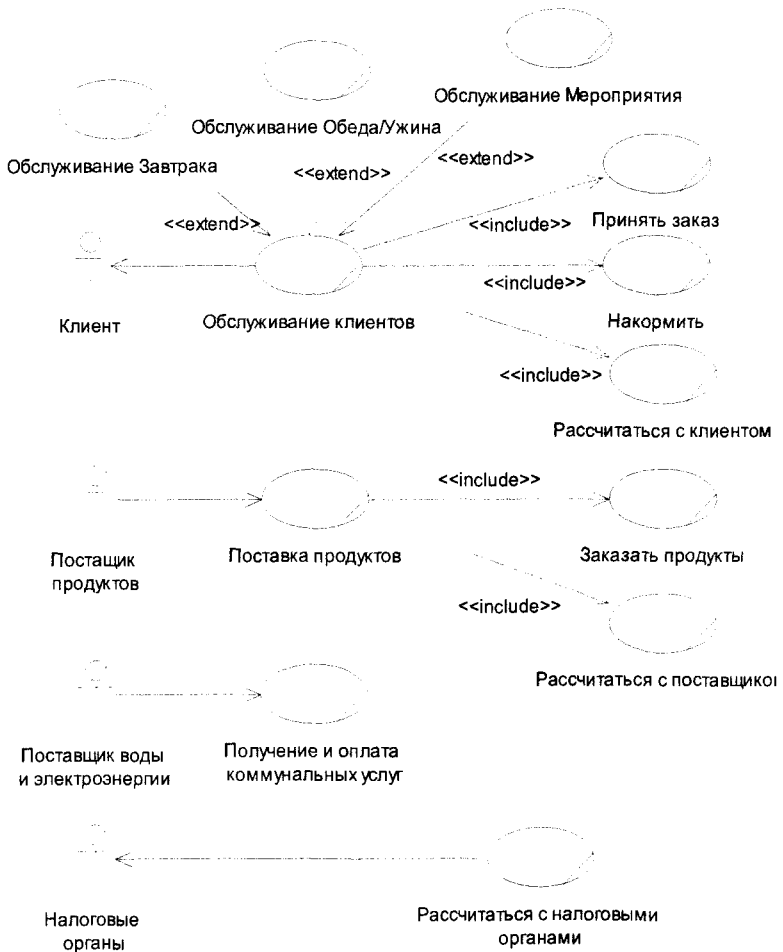 Обслуживание Мероприятия
Обслуживание Обеда/Ужина
Обслуживание Завтрака
<<extend>>
<<extend>>
<<extend>>
<<include>>
Принять заказ
<<include>>
Клиент
Обслуживание клиентов
Накормить
<<include>>
Рассчитаться с клиентом
<<include>>
Постащик
продуктов
Поставка продуктов
Заказать продукты
<<include>>
Рассчитаться с поставщиког
Поставщик воды
и электроэнергии
Получение и оплата
коммунальных услуг
Налоговые
органы
Рассчитаться с налоговыми
органами